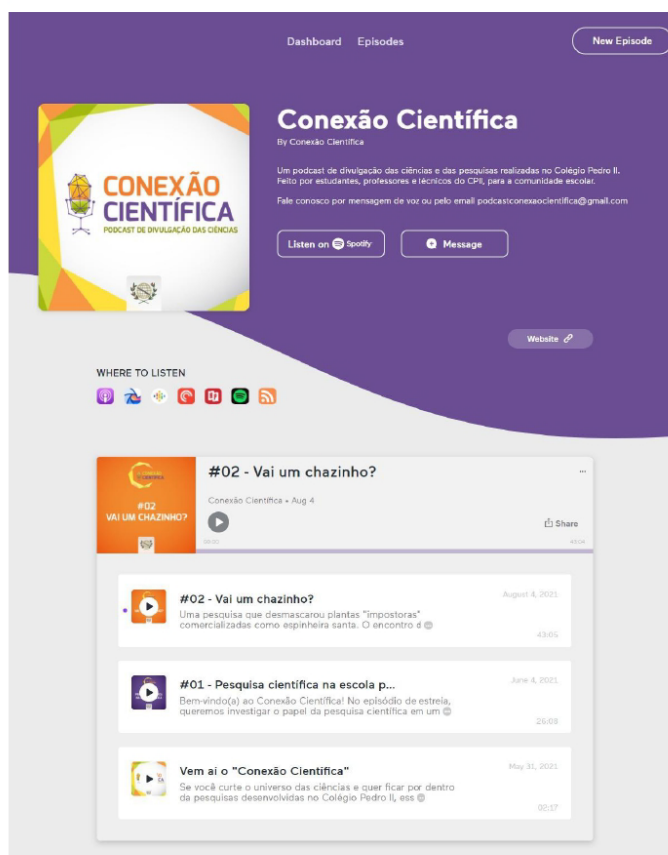 Dashboard Episodes
New Episode
CONEXÃO
CIENTÍFICA
PODCAST DE DIVULGAÇÃO DAS CIÊNCIAS
Conexão Científica
By Conexão Científica
Um podcast de divulgação das ciências e das pesquisas realizadas no Colégio Pedro II.
Feito por estudantes, professores e técnicos do CPII, para a comunidade escolar.
Fale conosco por mensagem de voz ou pelo email podcastconexaocientifica@gmail.com
Listen on Spotify
Message
Website
WHERE TO LISTEN
CONEXÃO
CIENTÍFICA
#02
VAI UM CHAZINHO?
#02 - Vai um chazinho?
...
Conexão Científica • Aug 4
Share
00:00
43:04
#02 - Vai um chazinho?
August 4, 2021
Uma pesquisa que desmascarou plantas "impostoras"
comercializadas como espinheira santa. O encontro d
43:05
#01 - Pesquisa científica na escola p...
June 4, 2021
Bem-vindo(a) ao Conexão Científica! No episódio de estreia,
queremos investigar o papel da pesquisa científica em um
26:03
Vem aí o "Conexão Científica"
May 31, 2021
Se você curte o universo das ciências e quer ficar por dentro
da pesquisas desenvolvidas no Colégio Pedro II, ess
02:17